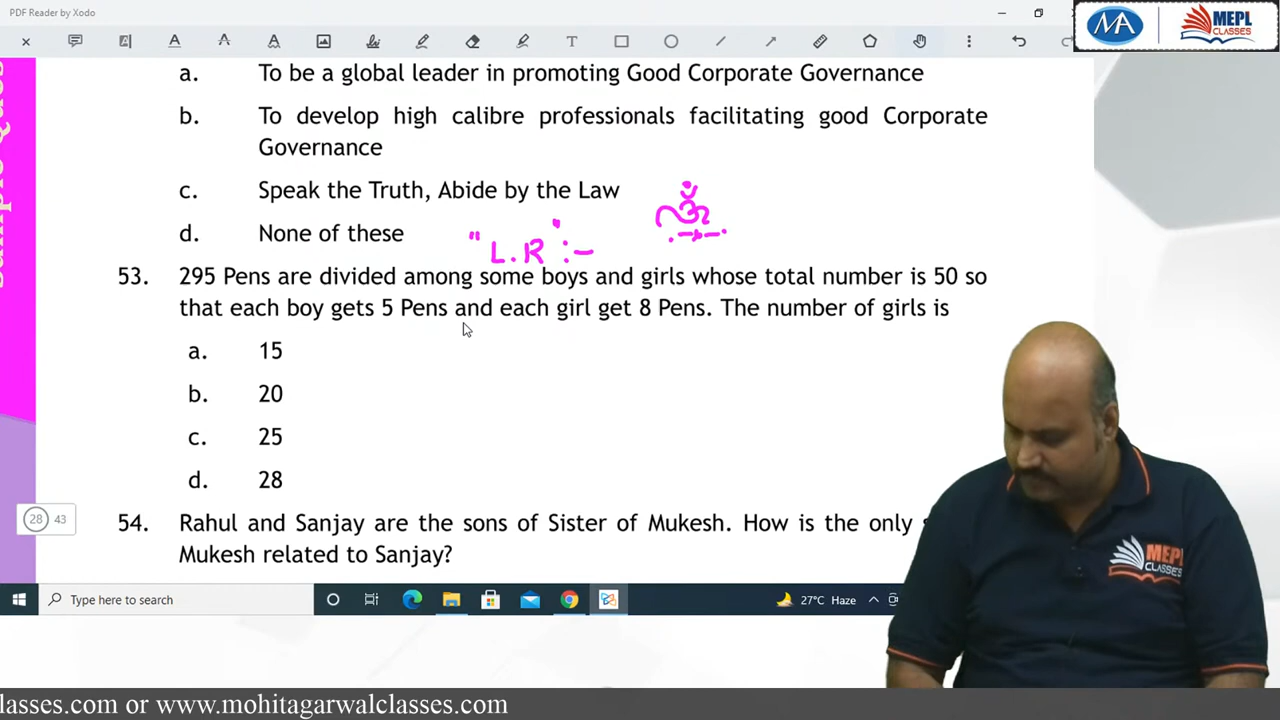 PDF Reader by Xodo
MA
MEPL
CLASSES
a. To be a global leader in promoting Good Corporate Governance
b. To develop high calibre professionals facilitating good Corporate
Governance
c. Speak the Truth, Abide by the Law
d. None of these
"L.R":-
53. 295 Pens are divided among some boys and girls whose total number is 50 so
that each boy gets 5 Pens and each girl get 8 Pens. The number of girls is
a. 15
b. 20
c. 25
d. 28
28 43
54. Rahul and Sanjay are the sons of Sister of Mukesh. How is the only
Mukesh related to Sanjay?
MEPL
CLASSES
Type here to search
27°C Haze
lasses.com or www.mohitagarwalclasses.com